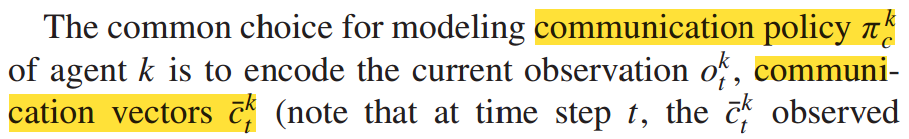 The common choice for modeling communication policy $\pi_c^k$
of agent $k$ is to encode the current observation $o_t^k$, communi-
cation vectors $\bar{c}_t^k$ (note that at time step $t$, the $\bar{c}_t^k$ observed